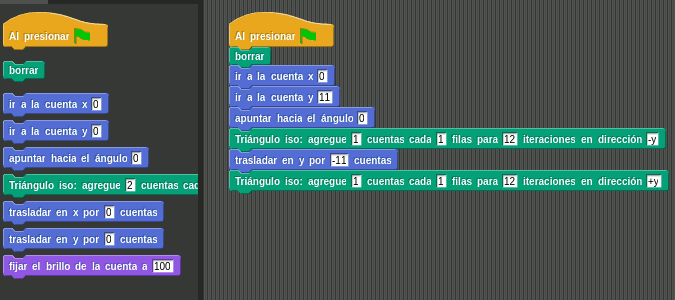 Al presionar
borrar
ir a la cuenta x 0
ir a la cuenta y 0
apuntar hacia el ángulo 0
Triángulo iso: agregue 2 cuentas cad
trasladar en x por 0 cuentas
trasladar en y por 0 cuentas
fijar el brillo de la cuenta a 100
Al presionar
borrar
ir a la cuenta x 0
ir a la cuenta y 11
apuntar hacia el ángulo 0
Triángulo iso: agregue 1 cuentas cada 1 filas para 12 iteraciones en dirección -y
trasladar en y por -11 cuentas
Triángulo iso: agregue 1 cuentas cada 1 filas para 12 iteraciones en dirección +y